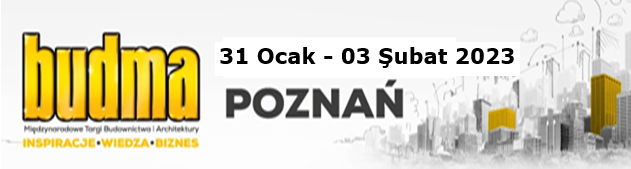 budma
31 Ocak - 03 Şubat 2023
POZNAŃ
Międzynarodowe Targi Budownictwa i Architektury
INSPIRACJE•WIEDZA•BIZNES